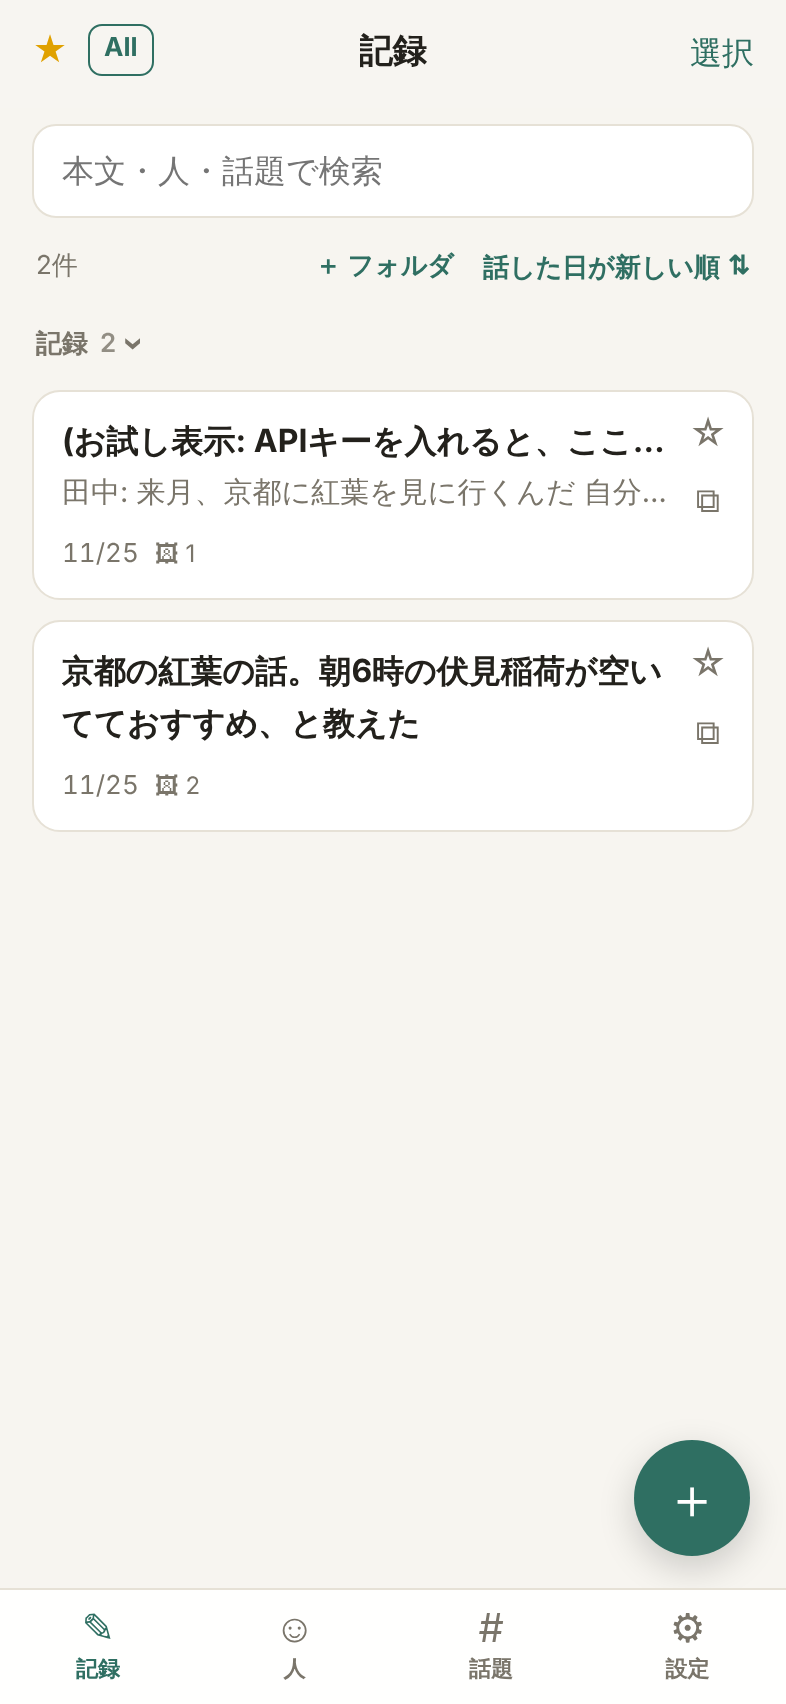 ★ All 記録 選択
本文・人・話題で検索
2件 + フォルダ 話した日が新しい順 ⇅
記録 2
(お試し表示: APIキーを入れると、ここ…
田中: 来月、京都に紅葉を見に行くんだ 自分…
11/25 1
京都の紅葉の話。朝6時の伏見稲荷が空い
てておすすめ、と教えた
11/25 2
+
記録 人 # 話題 設定